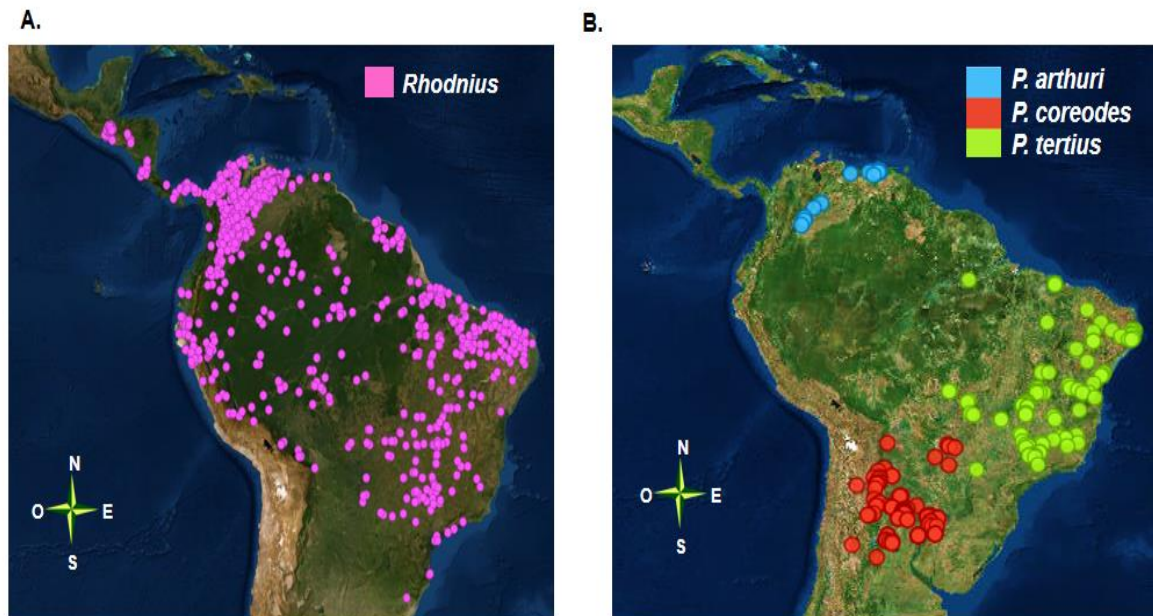 A.
Rhodnius
N
O E
S
B.
P. arthuri
P. coreodes
P. tertius
N
O E
S